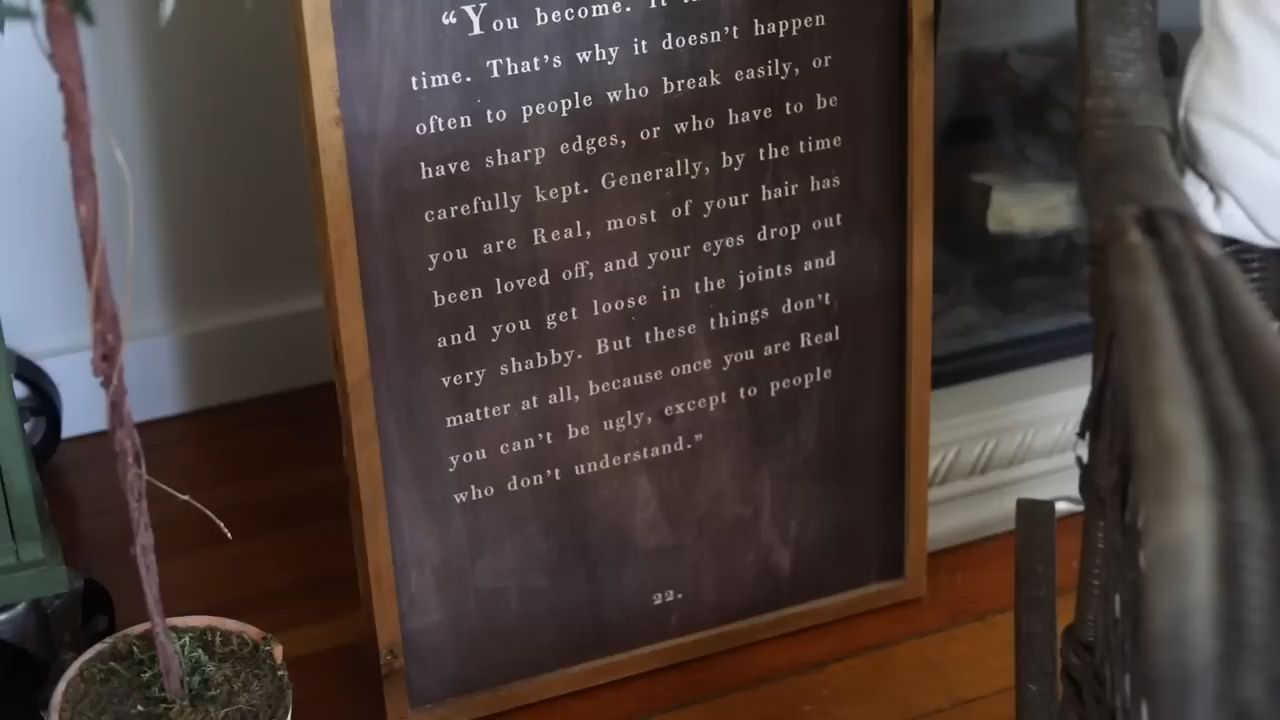 “You become. It
time. That’s why it doesn’t happen
often to people who break easily, or
have sharp edges, or who have to be
carefully kept. Generally, by the time
you are Real, most of your hair has
been loved off, and your eyes drop out
and you get loose in the joints and
very shabby. But these things don’t
matter at all, because once you are Real
you can’t be ugly, except to people
who don’t understand.”
22.